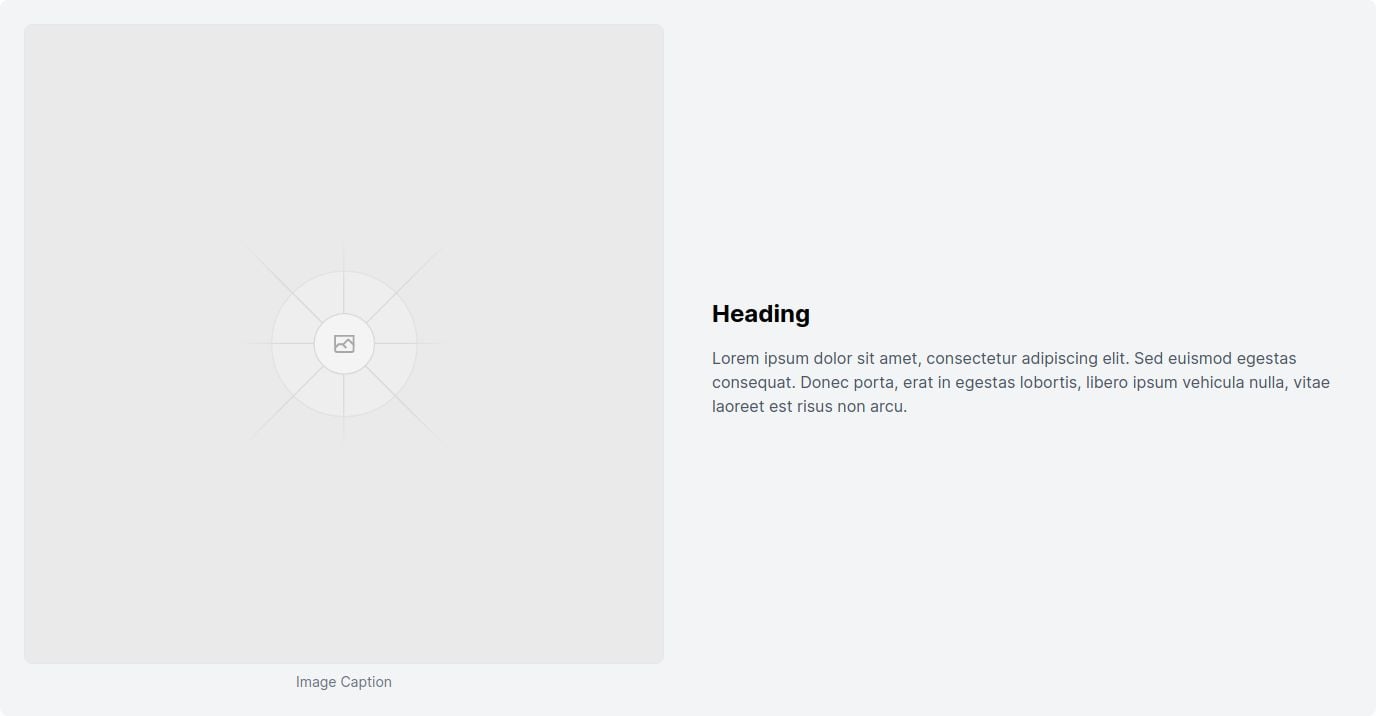 Heading
Lorem ipsum dolor sit amet, consectetur adipiscing elit. Sed euismod egestas
consequat. Donec porta, erat in egestas lobortis, libero ipsum vehicula nulla, vitae
laoreet est risus non arcu.
Image Caption